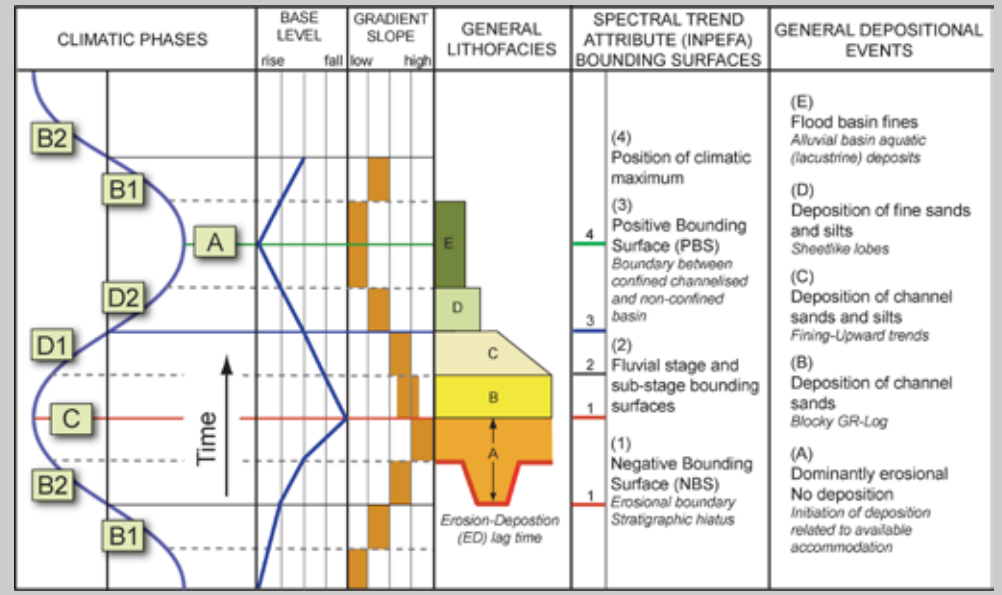 CLIMATIC PHASES
BASE
LEVEL
rise fall
GRADIENT
SLOPE
low high
GENERAL
LITHOFACIES
SPECTRAL TREND
ATTRIBUTE (INPEFA)
BOUNDING SURFACES
GENERAL DEPOSITIONAL
EVENTS
B2
B1
A
D2
D1
C
B2
B1
Time
E
D
C
B
A
Erosion-Depostion
(ED) lag time
4
3
2
1
1
(4)
Position of climatic
maximum
(3)
Positive Bounding
Surface (PBS)
Boundary between
confined channelised
and non-confined
basin
(2)
Fluvial stage and
sub-stage bounding
surfaces
(1)
Negative Bounding
Surface (NBS)
Erosional boundary
Stratigraphic hiatus
(E)
Flood basin fines
Alluvial basin aquatic
(lacustrine) deposits
(D)
Deposition of fine sands
and silts
Sheetlike lobes
(C)
Deposition of channel
sands and silts
Fining-Upward trends
(B)
Deposition of channel
sands
Blocky GR-Log
(A)
Dominantly erosional
No deposition
Initiation of deposition
related to available
accommodation